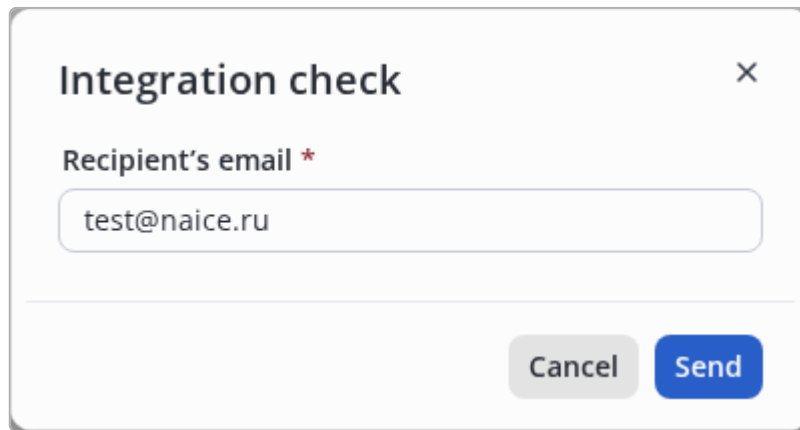 Integration check
Recipient’s email *
test@naice.ru
Cancel Send